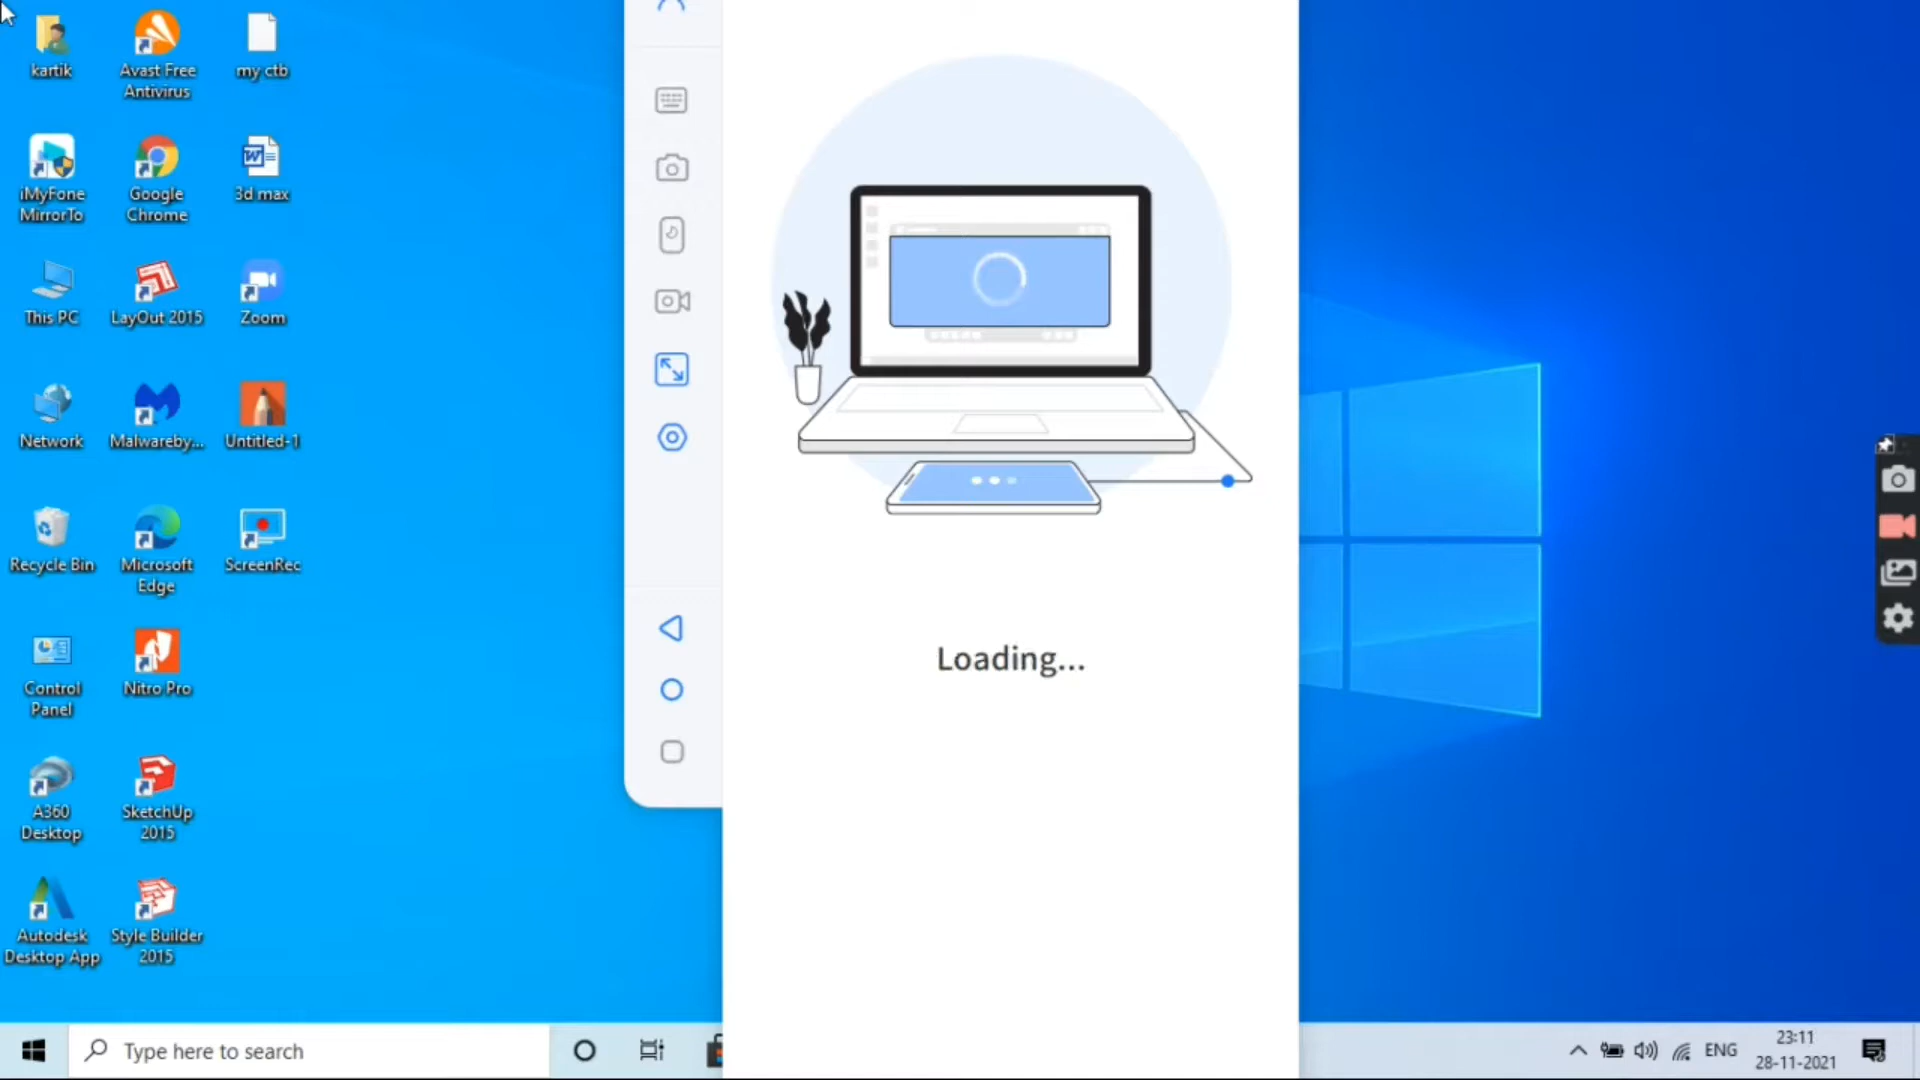 kartik
Avast Free
Antivirus
my ctb
iMyFone
MirrorTo
Google
Chrome
3d max
This PC
LayOut 2015
Zoom
Network
Malwareby...
Untitled-1
Recycle Bin
Microsoft
Edge
ScreenRec
Control
Panel
Nitro Pro
A360
Desktop
SketchUp
2015
Autodesk
Desktop App
Style Builder
2015
Loading...
Type here to search
ENG
23:11
28-11-2021